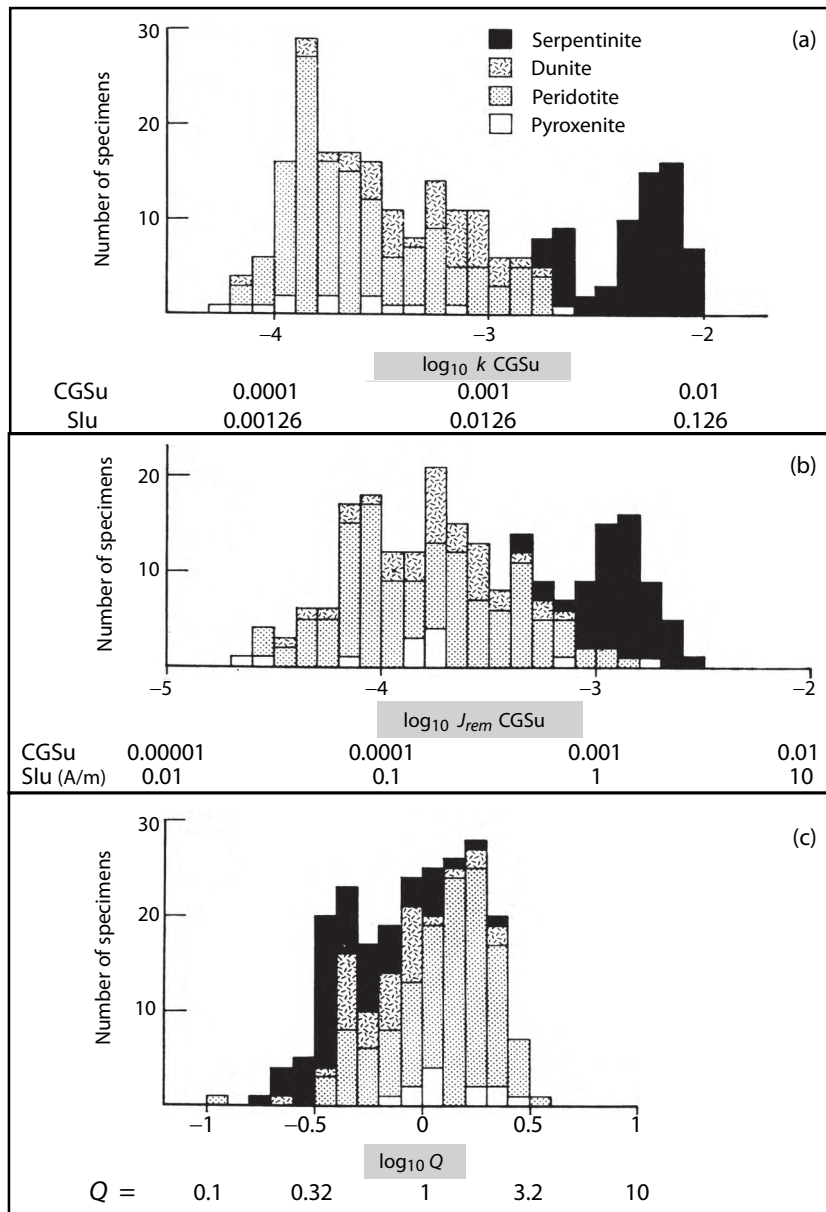 (a)
30
20
10
Number of specimens
Serpentinite
Dunite
Peridotite
Pyroxenite
−4 −3 −2
log10 k CGSu
CGSu 0.0001 0.001 0.01
SIu 0.00126 0.0126 0.126
(b)
20
10
Number of specimens
−5 −4 −3 −2
log10 Jrem CGSu
CGSu 0.00001 0.0001 0.001 0.01
SIu (A/m) 0.01 0.1 1 10
(c)
30
20
10
Number of specimens
−1 −0.5 0 0.5 1
log10 Q
Q = 0.1 0.32 1 3.2 10